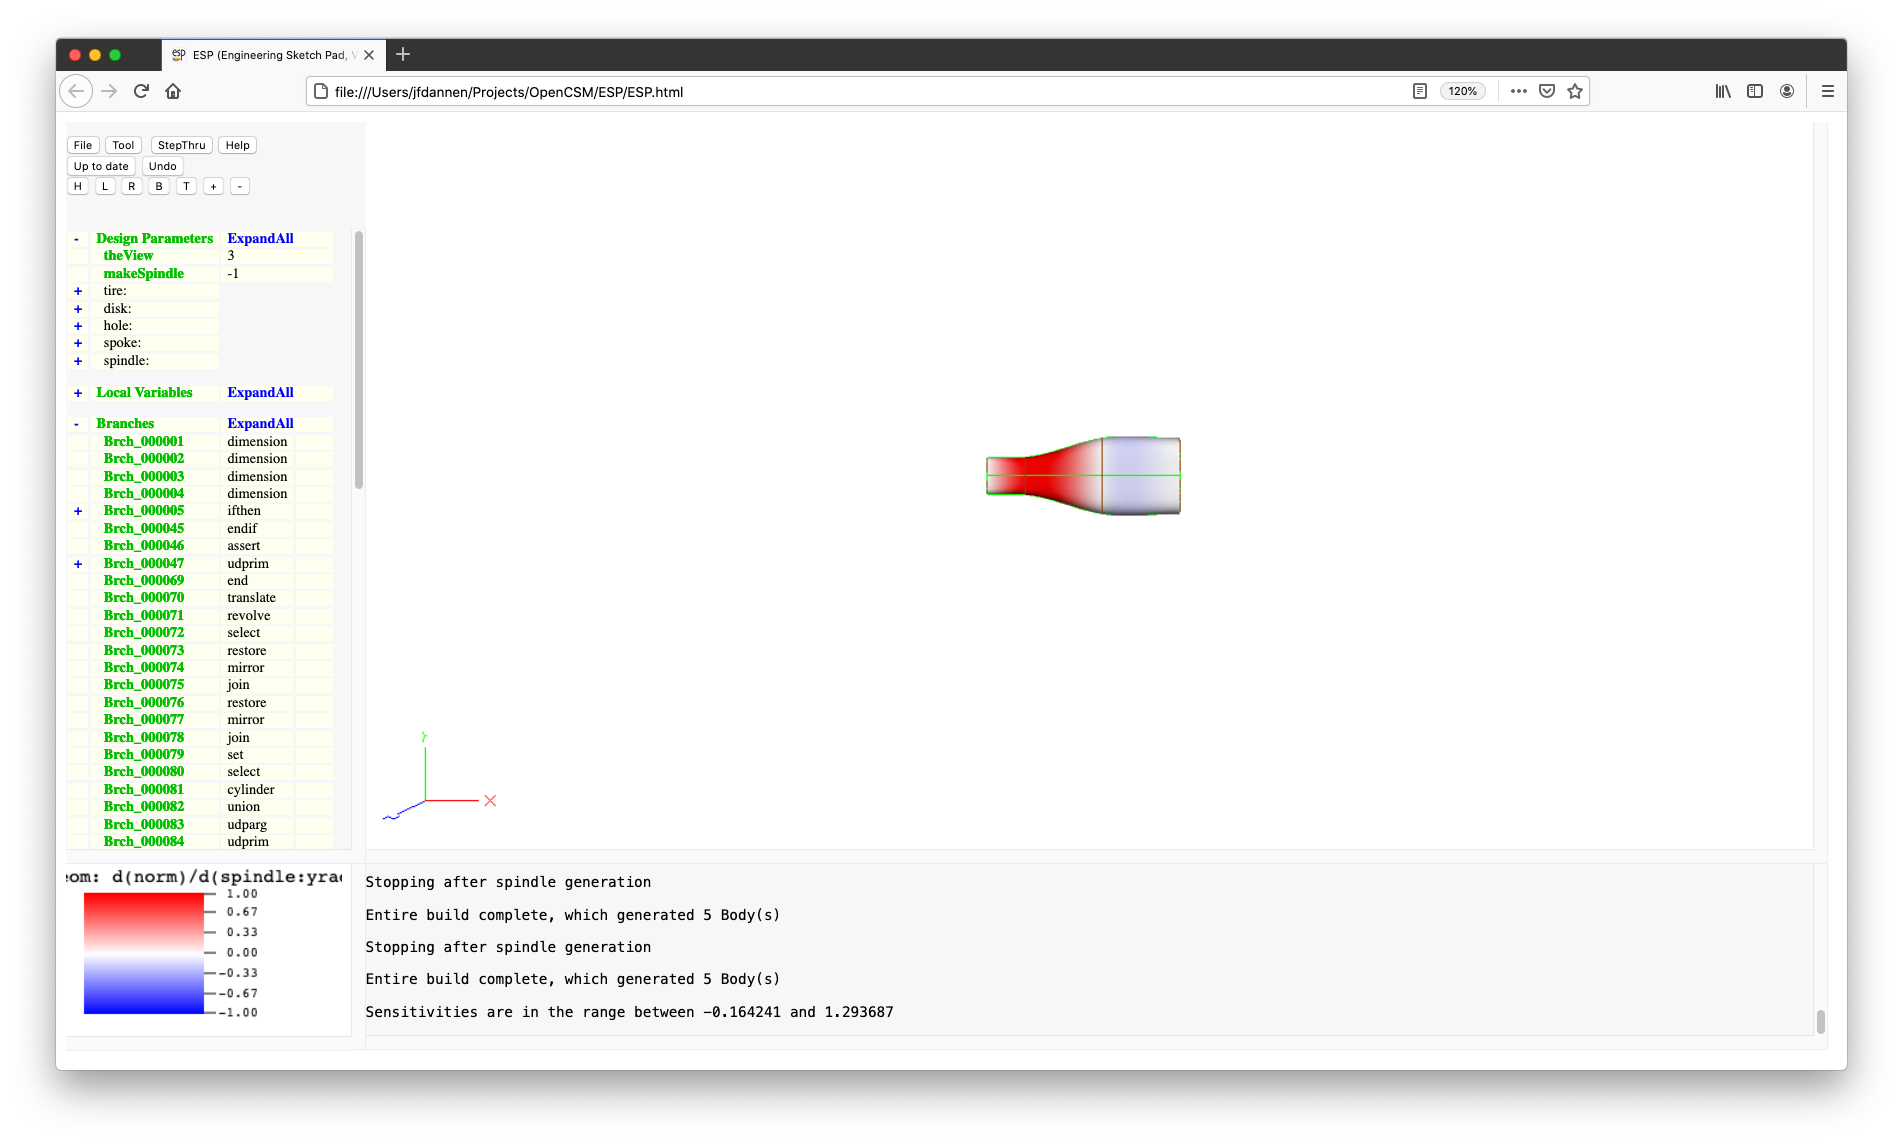 esp ESP (Engineering Sketch Pad, V
file:///Users/jfdannen/Projects/OpenCSM/ESP/ESP.html 120%
File Tool StepThru Help
Up to date Undo
H L R B T + -
- Design Parameters ExpandAll
theView 3
makeSpindle -1
+ tire:
+ disk:
+ hole:
+ spoke:
+ spindle:
+ Local Variables ExpandAll
- Branches ExpandAll
Brch_000001 dimension
Brch_000002 dimension
Brch_000003 dimension
Brch_000004 dimension
+ Brch_000005 ifthen
Brch_000045 endif
Brch_000046 assert
+ Brch_000047 udprim
Brch_000069 end
Brch_000070 translate
Brch_000071 revolve
Brch_000072 select
Brch_000073 restore
Brch_000074 mirror
Brch_000075 join
Brch_000076 restore
Brch_000077 mirror
Brch_000078 join
Brch_000079 set
Brch_000080 select
Brch_000081 cylinder
Brch_000082 union
Brch_000083 udparg
Brch_000084 udprim
Y
X
Z
eom: d(norm)/d(spindle:yrad
1.00
0.67
0.33
0.00
-0.33
-0.67
-1.00
Stopping after spindle generation
Entire build complete, which generated 5 Body(s)
Stopping after spindle generation
Entire build complete, which generated 5 Body(s)
Sensitivities are in the range between -0.164241 and 1.293687